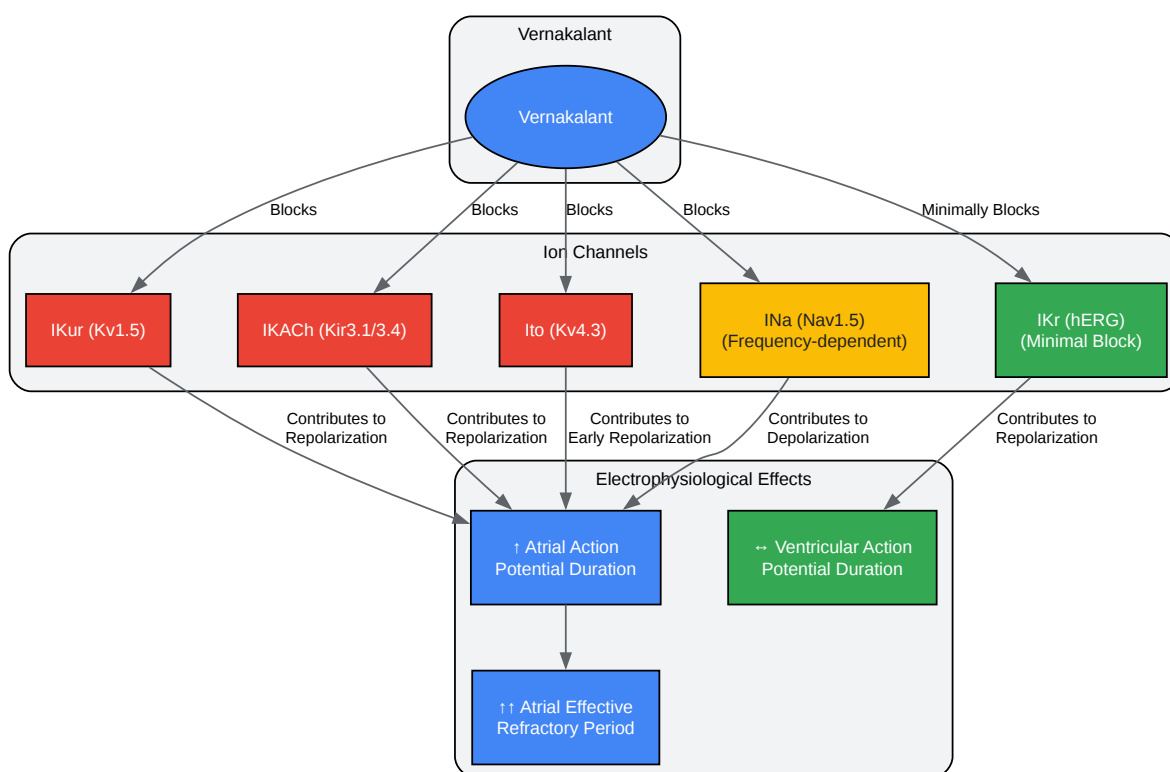 Vernakalant
Vernakalant
Blocks
Blocks
Blocks
Blocks
Minimally Blocks
Ion Channels
IKur (Kv1.5)
IKACh (Kir3.1/3.4)
Ito (Kv4.3)
INa (Nav1.5)
(Frequency-dependent)
IKr (hERG)
(Minimal Block)
Contributes to
Repolarization
Contributes to
Repolarization
Contributes to
Early Repolarization
Contributes to
Depolarization
Contributes to
Repolarization
Electrophysiological Effects
↑ Atrial Action
Potential Duration
↔ Ventricular Action
Potential Duration
↑↑ Atrial Effective
Refractory Period